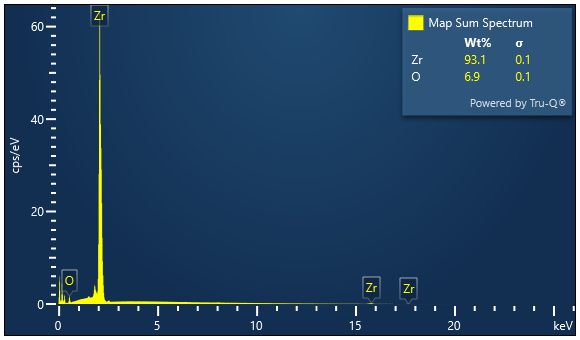 Map Sum Spectrum
Wt% σ
Zr 93.1 0.1
O 6.9 0.1
Powered by Tru-Q®
Zr
60
40
cps/eV
20
O
Zr
Zr
0
0 5 10 15 20 keV